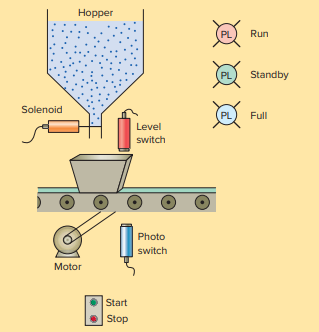 Hopper
PL Run
Solenoid
PL Standby
Level
switch
PL Full
Photo
switch
Motor
Start
Stop